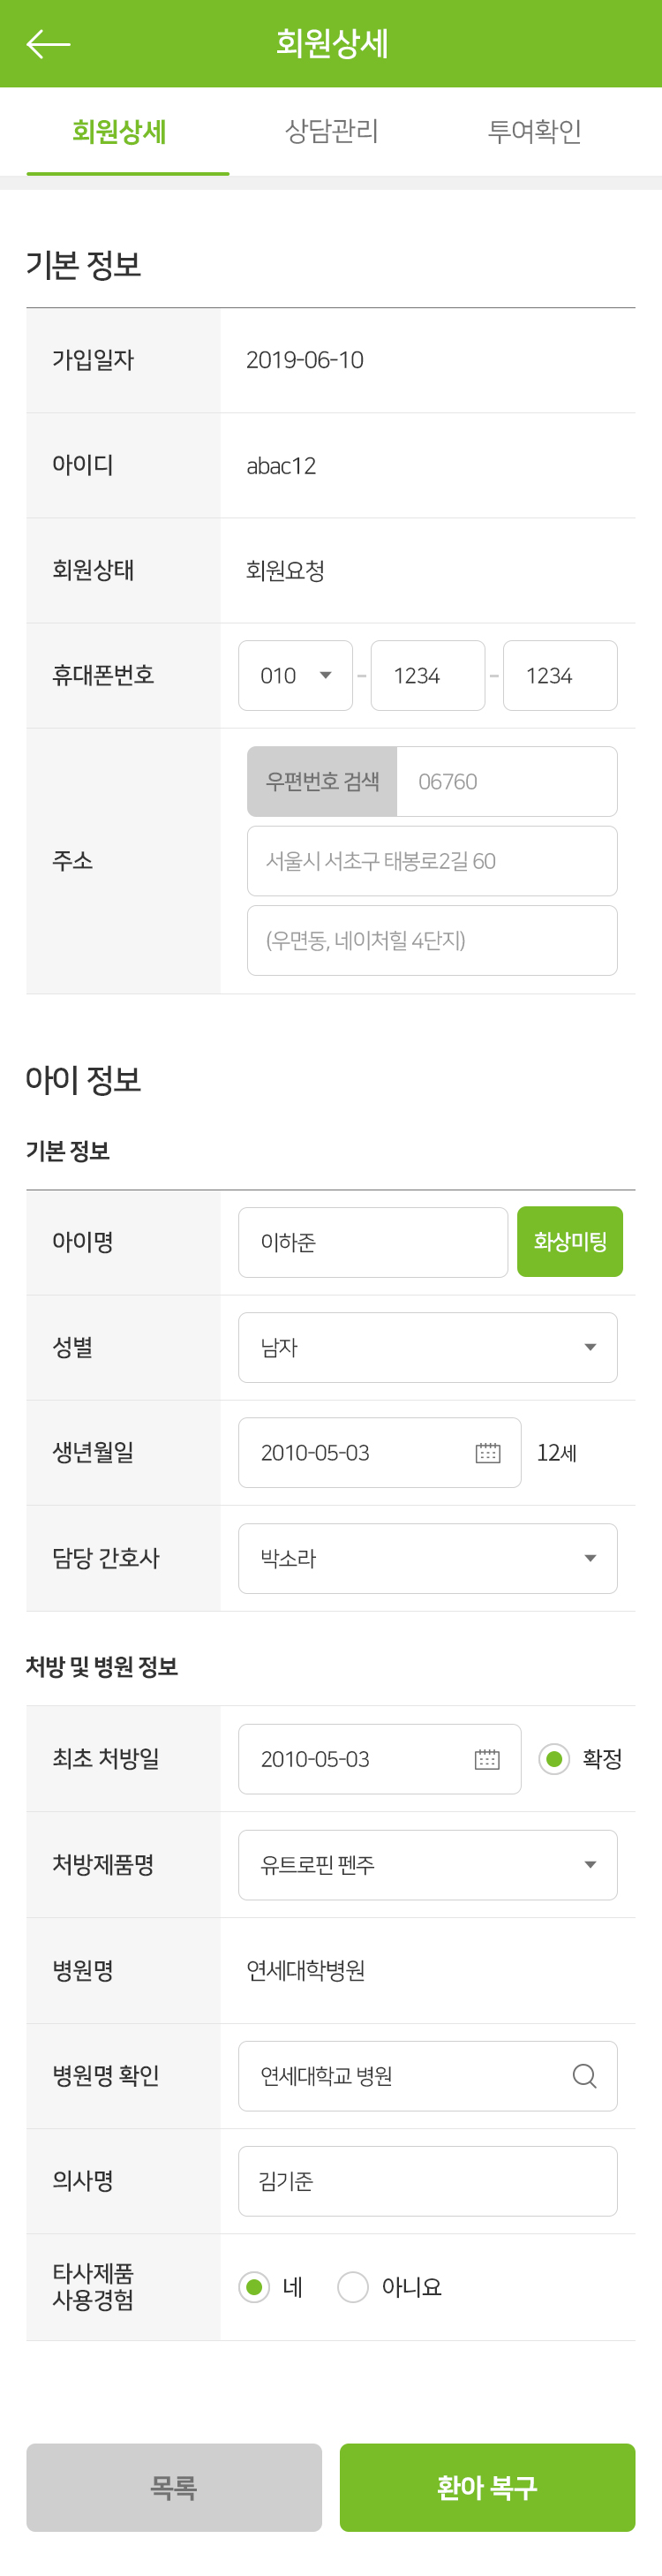 회원상세
회원상세 상담관리 투여확인
기본 정보
가입일자 2019-06-10
아이디 abac12
회원상태 회원요청
휴대폰번호 010 - 1234 - 1234
주소
우편번호 검색 06760
서울시 서초구 태봉로2길 60
(우면동, 네이처힐 4단지)
아이 정보
기본 정보
아이명 이하준 화상미팅
성별 남자
생년월일 2010-05-03 12세
담당 간호사 박소라
처방 및 병원 정보
최초 처방일 2010-05-03 확정
처방제품명 유트로핀 펜주
병원명 연세대학병원
병원명 확인 연세대학교 병원
의사명 김기준
타사제품
사용경험
네 아니요
목록 환아 복구